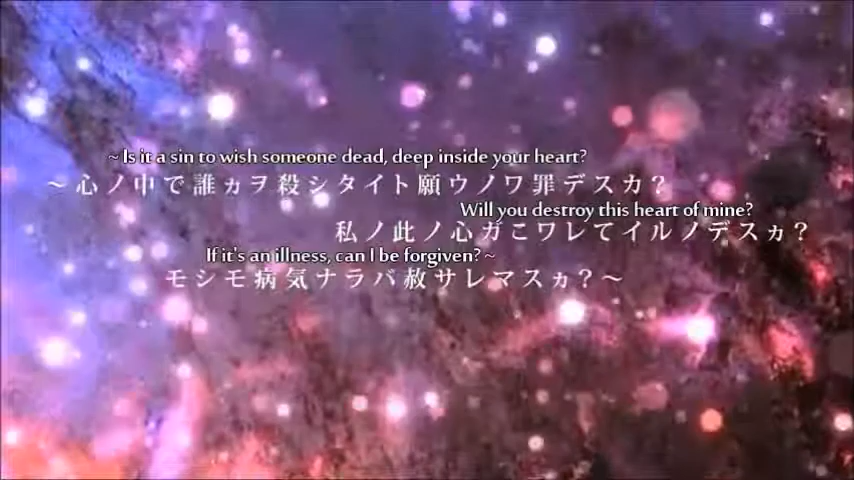 ~ Is it a sin to wish someone dead, deep inside your heart?
～心ノ中で誰ヵヲ殺シタイト願ウノワ罪デスカ？
Will you destroy this heart of mine?
私ノ此ノ心ガこワレてイルノデスヵ？
If it's an illness, can I be forgiven? ~
モシモ病気ナラバ赦サレマスヵ？～